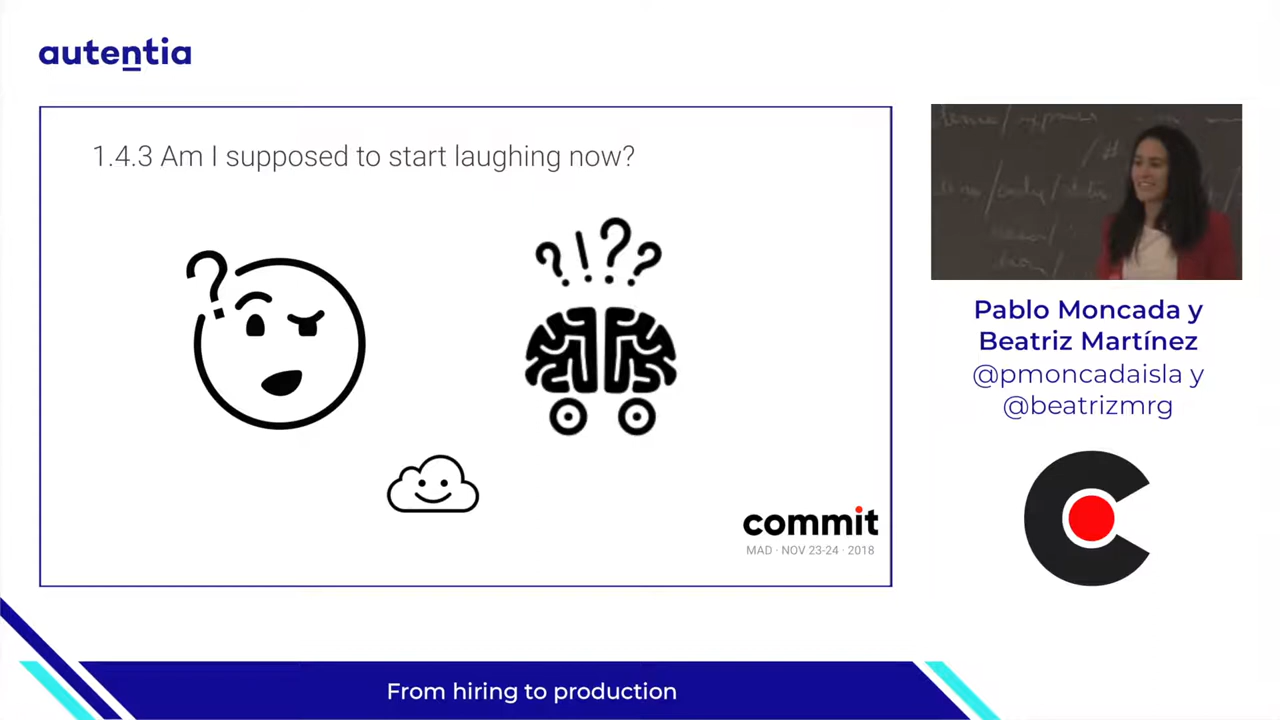 autentia
1.4.3 Am I supposed to start laughing now?
? ! ? ?
?
commit
MAD · NOV 23-24 · 2018
Pablo Moncada y
Beatriz Martínez
@pmoncadaisla y
@beatrizmrg
From hiring to production